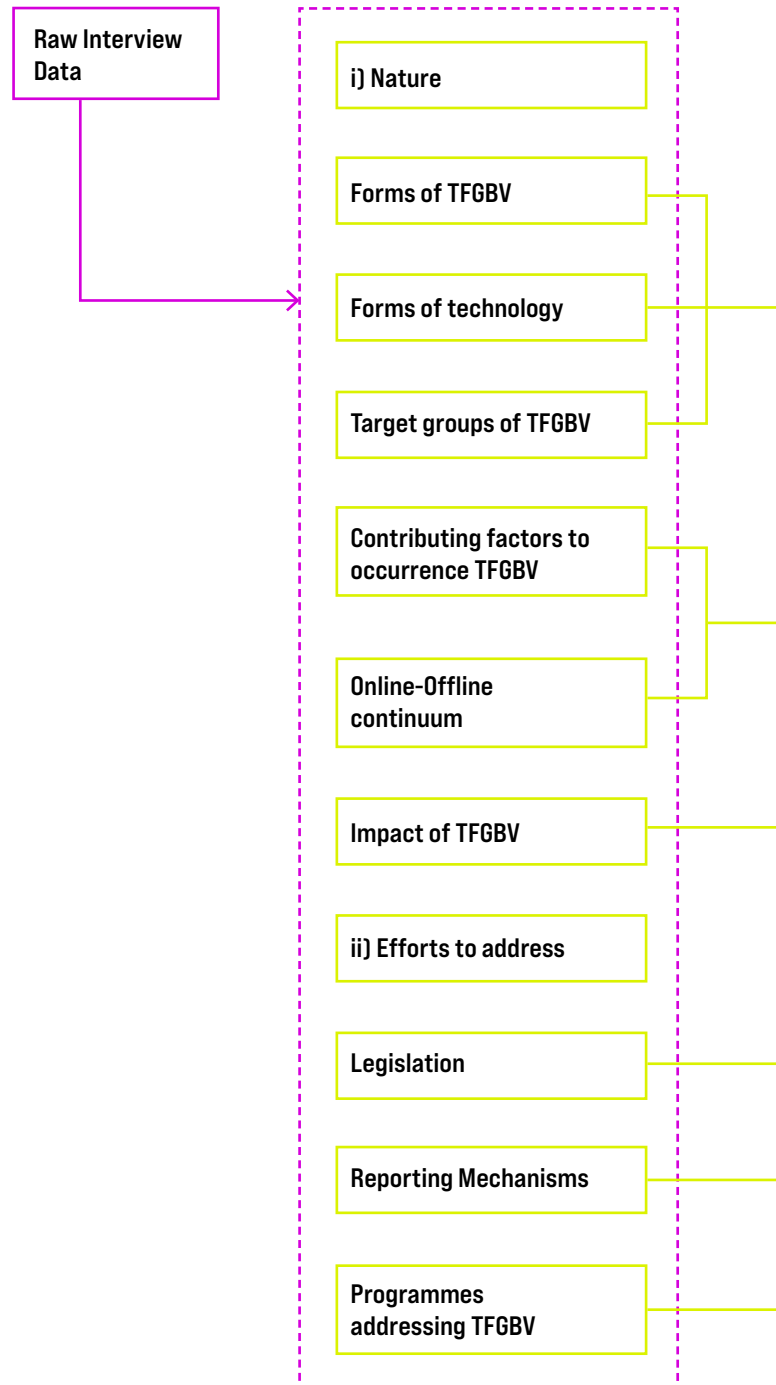 Raw Interview
Data
i) Nature
Forms of TFGBV
Forms of technology
Target groups of TFGBV
Contributing factors to
occurrence TFGBV
Online-Offline
continuum
Impact of TFGBV
ii) Efforts to address
Legislation
Reporting Mechanisms
Programmes
addressing TFGBV